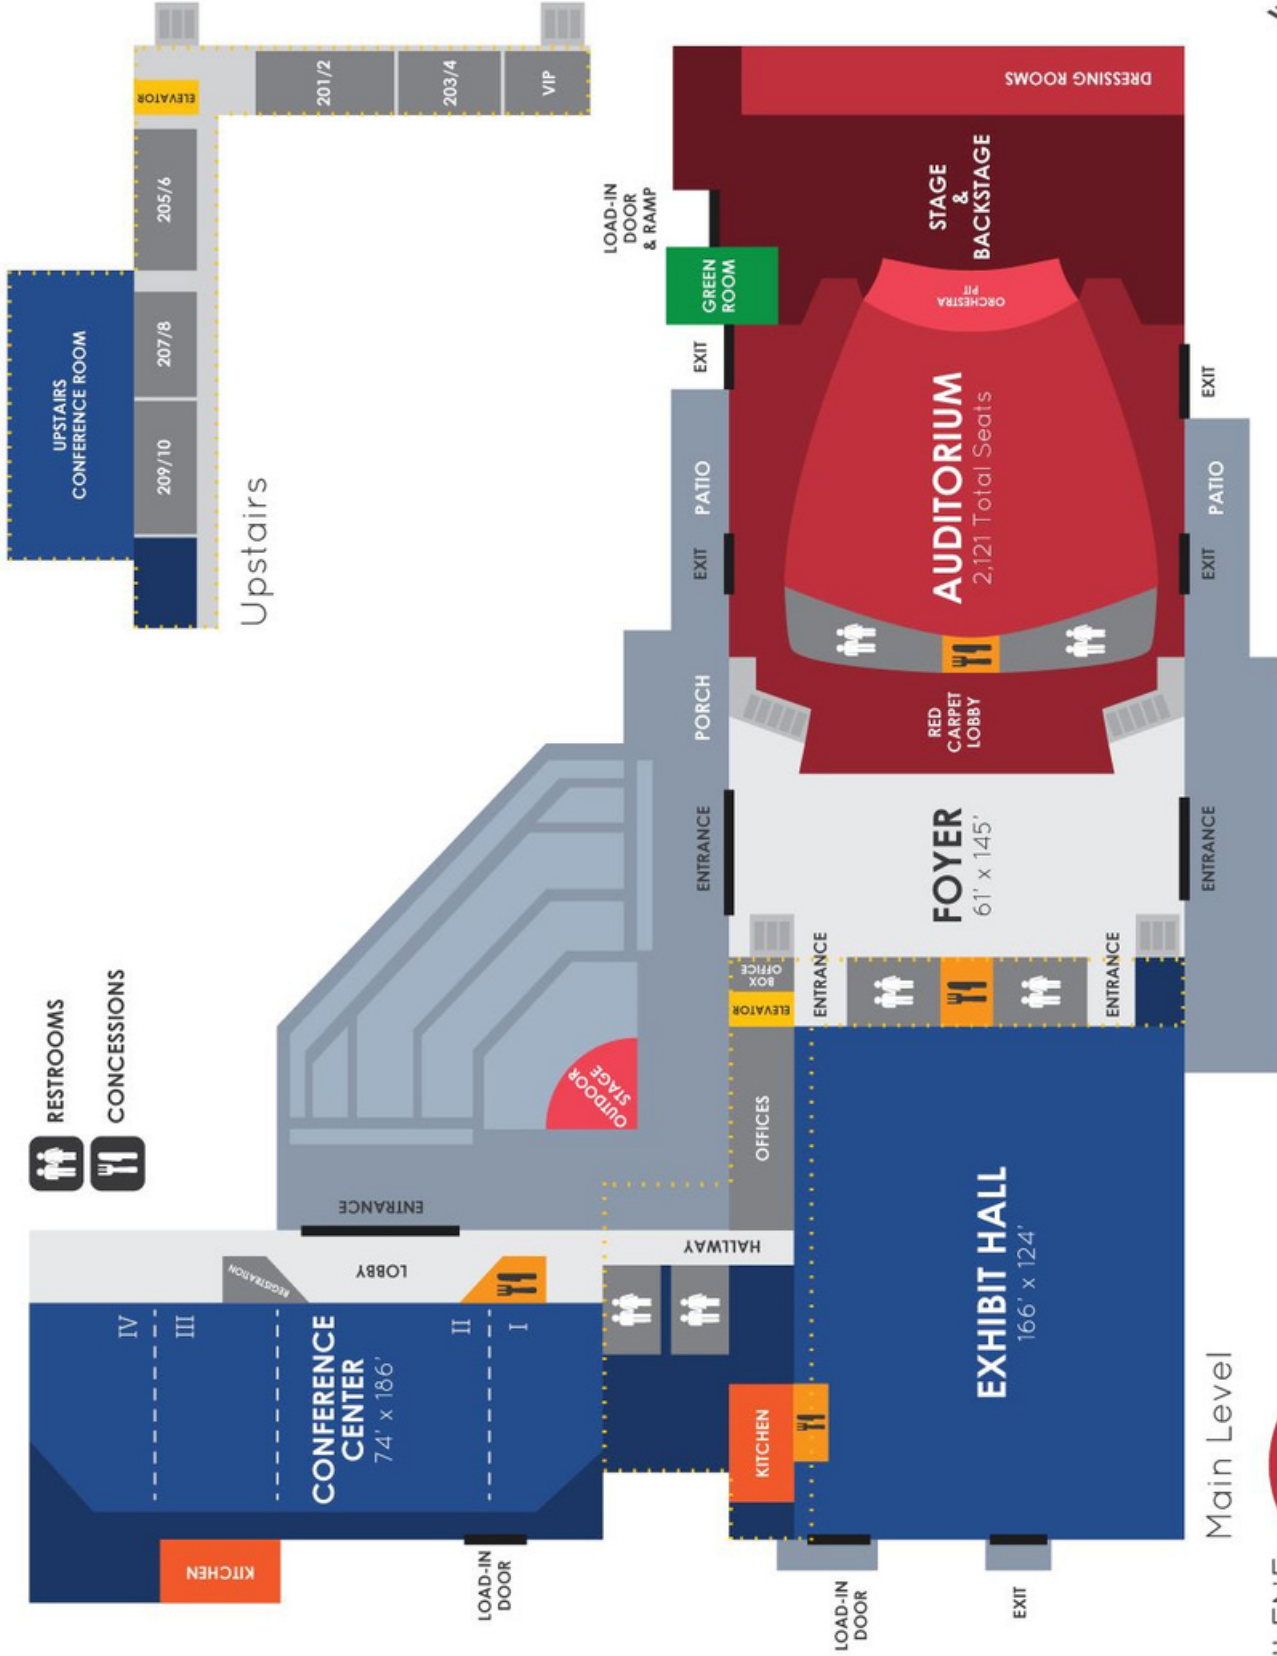 RESTROOMS
CONCESSIONS
UPSTAIRS
CONFERENCE ROOM
ELEVATOR
201/2
203/4
VIP
205/6
207/8
209/10
Upstairs
LOAD-IN
DOOR
& RAMP
GREEN
ROOM
DRESSING ROOMS
STAGE
&
BACKSTAGE
ORCHESTRA
PIT
EXIT
EXIT
PATIO
PATIO
EXIT
EXIT
AUDITORIUM
2,121 Total Seats
PORCH
RED
CARPET
LOBBY
ENTRANCE
ENTRANCE
FOYER
61' x 145'
BOX
OFFICE
ELEVATOR
ENTRANCE
ENTRANCE
OUTDOOR
STAGE
OFFICES
HALLWAY
ENTRANCE
LOBBY
REGISTRATION
IV
III
II
I
CONFERENCE
CENTER
74' x 186'
KITCHEN
LOAD-IN
DOOR
KITCHEN
EXHIBIT HALL
166' x 124'
LOAD-IN
DOOR
EXIT
Main Level